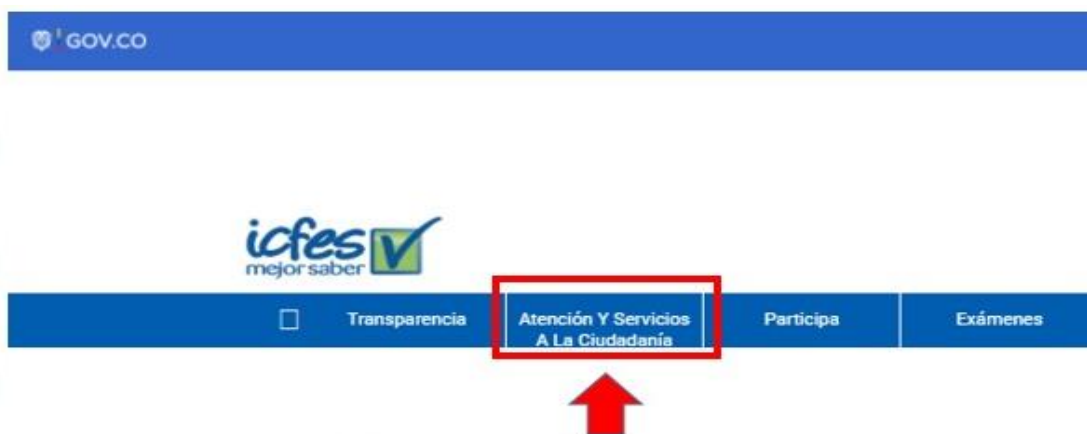 GOV.CO
icfes
mejor saber
Transparencia
Atención Y Servicios
A La Ciudadanía
Participa
Exámenes